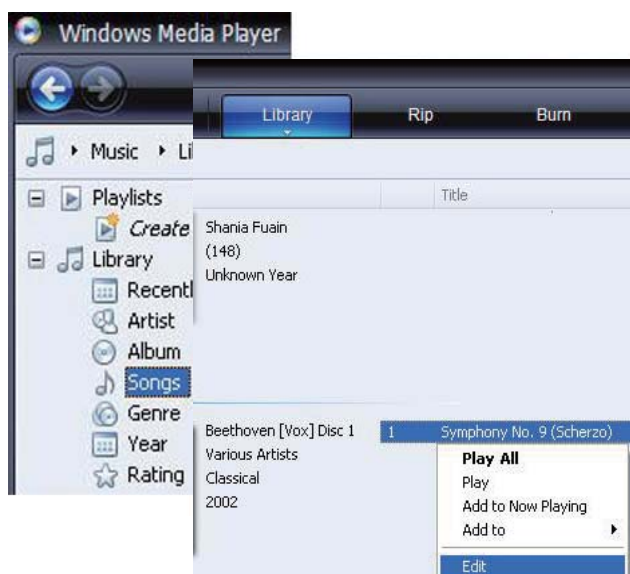 Windows Media Player
Library Rip Burn
Music Li
Playlists
Create
Library
Recentl
Artist
Album
Songs
Genre
Year
Rating
Title
Shania Fuain
(148)
Unknown Year
Beethoven [Vox] Disc 1 1 Symphony No. 9 (Scherzo)
Various Artists
Classical
2002
Play All
Play
Add to Now Playing
Add to
Edit